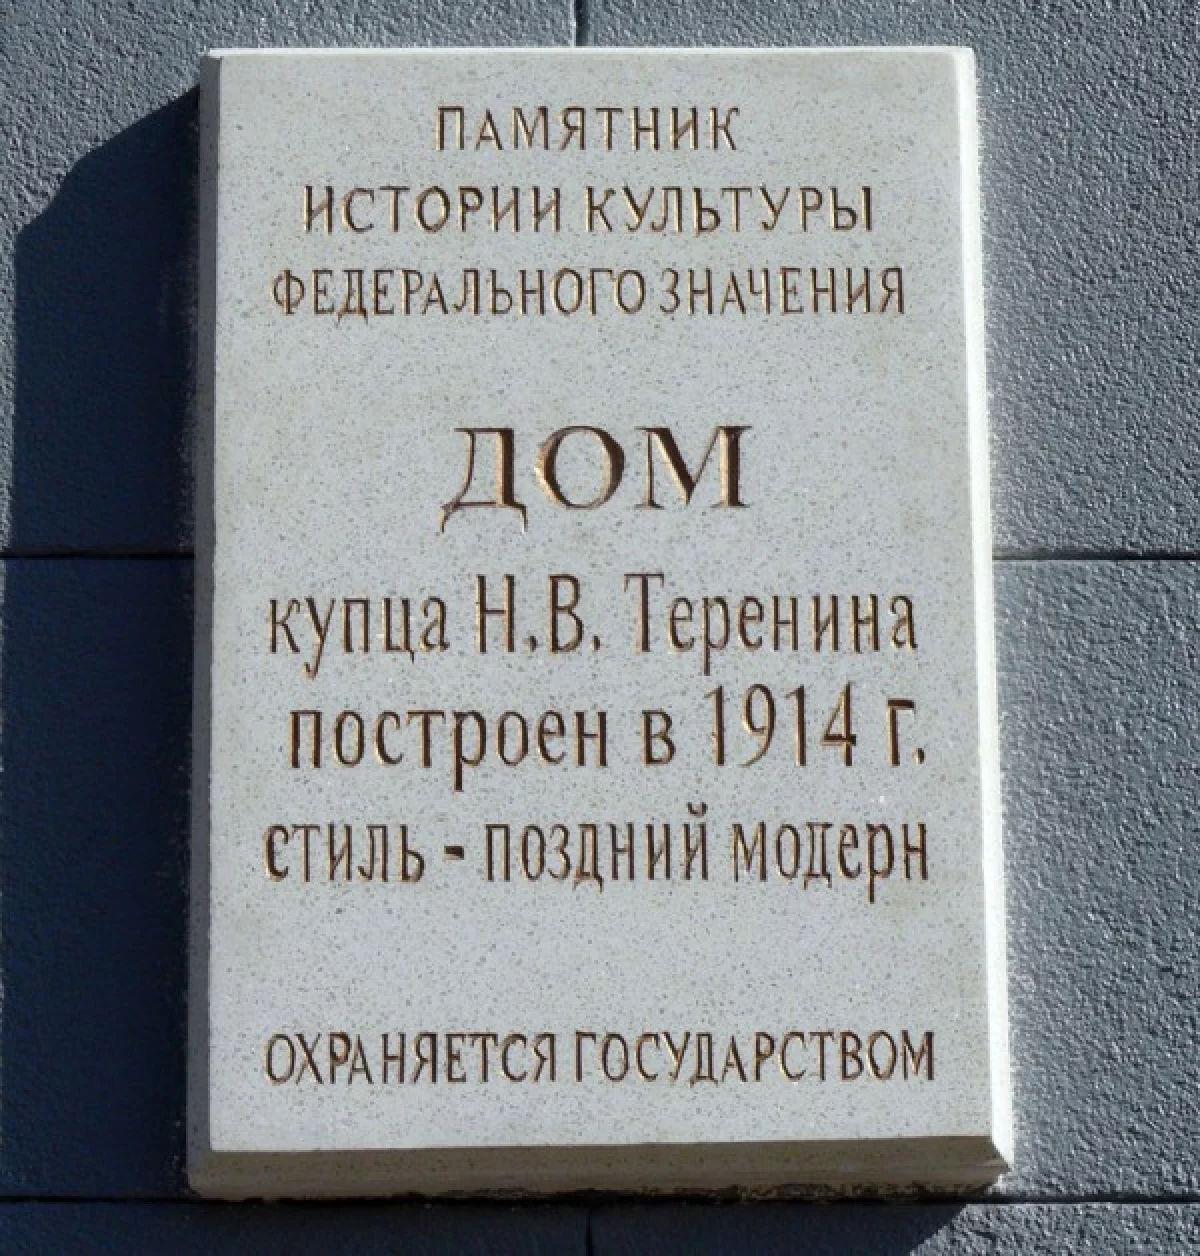 ПАМЯТНИК
ИСТОРИИ КУЛЬТУРЫ
ФЕДЕРАЛЬНОГО ЗНАЧЕНИЯ
ДОМ
купца Н.В. Теренина
построен в 1914 г.
стиль - поздний модерн
ОХРАНЯЕТСЯ ГОСУДАРСТВОМ